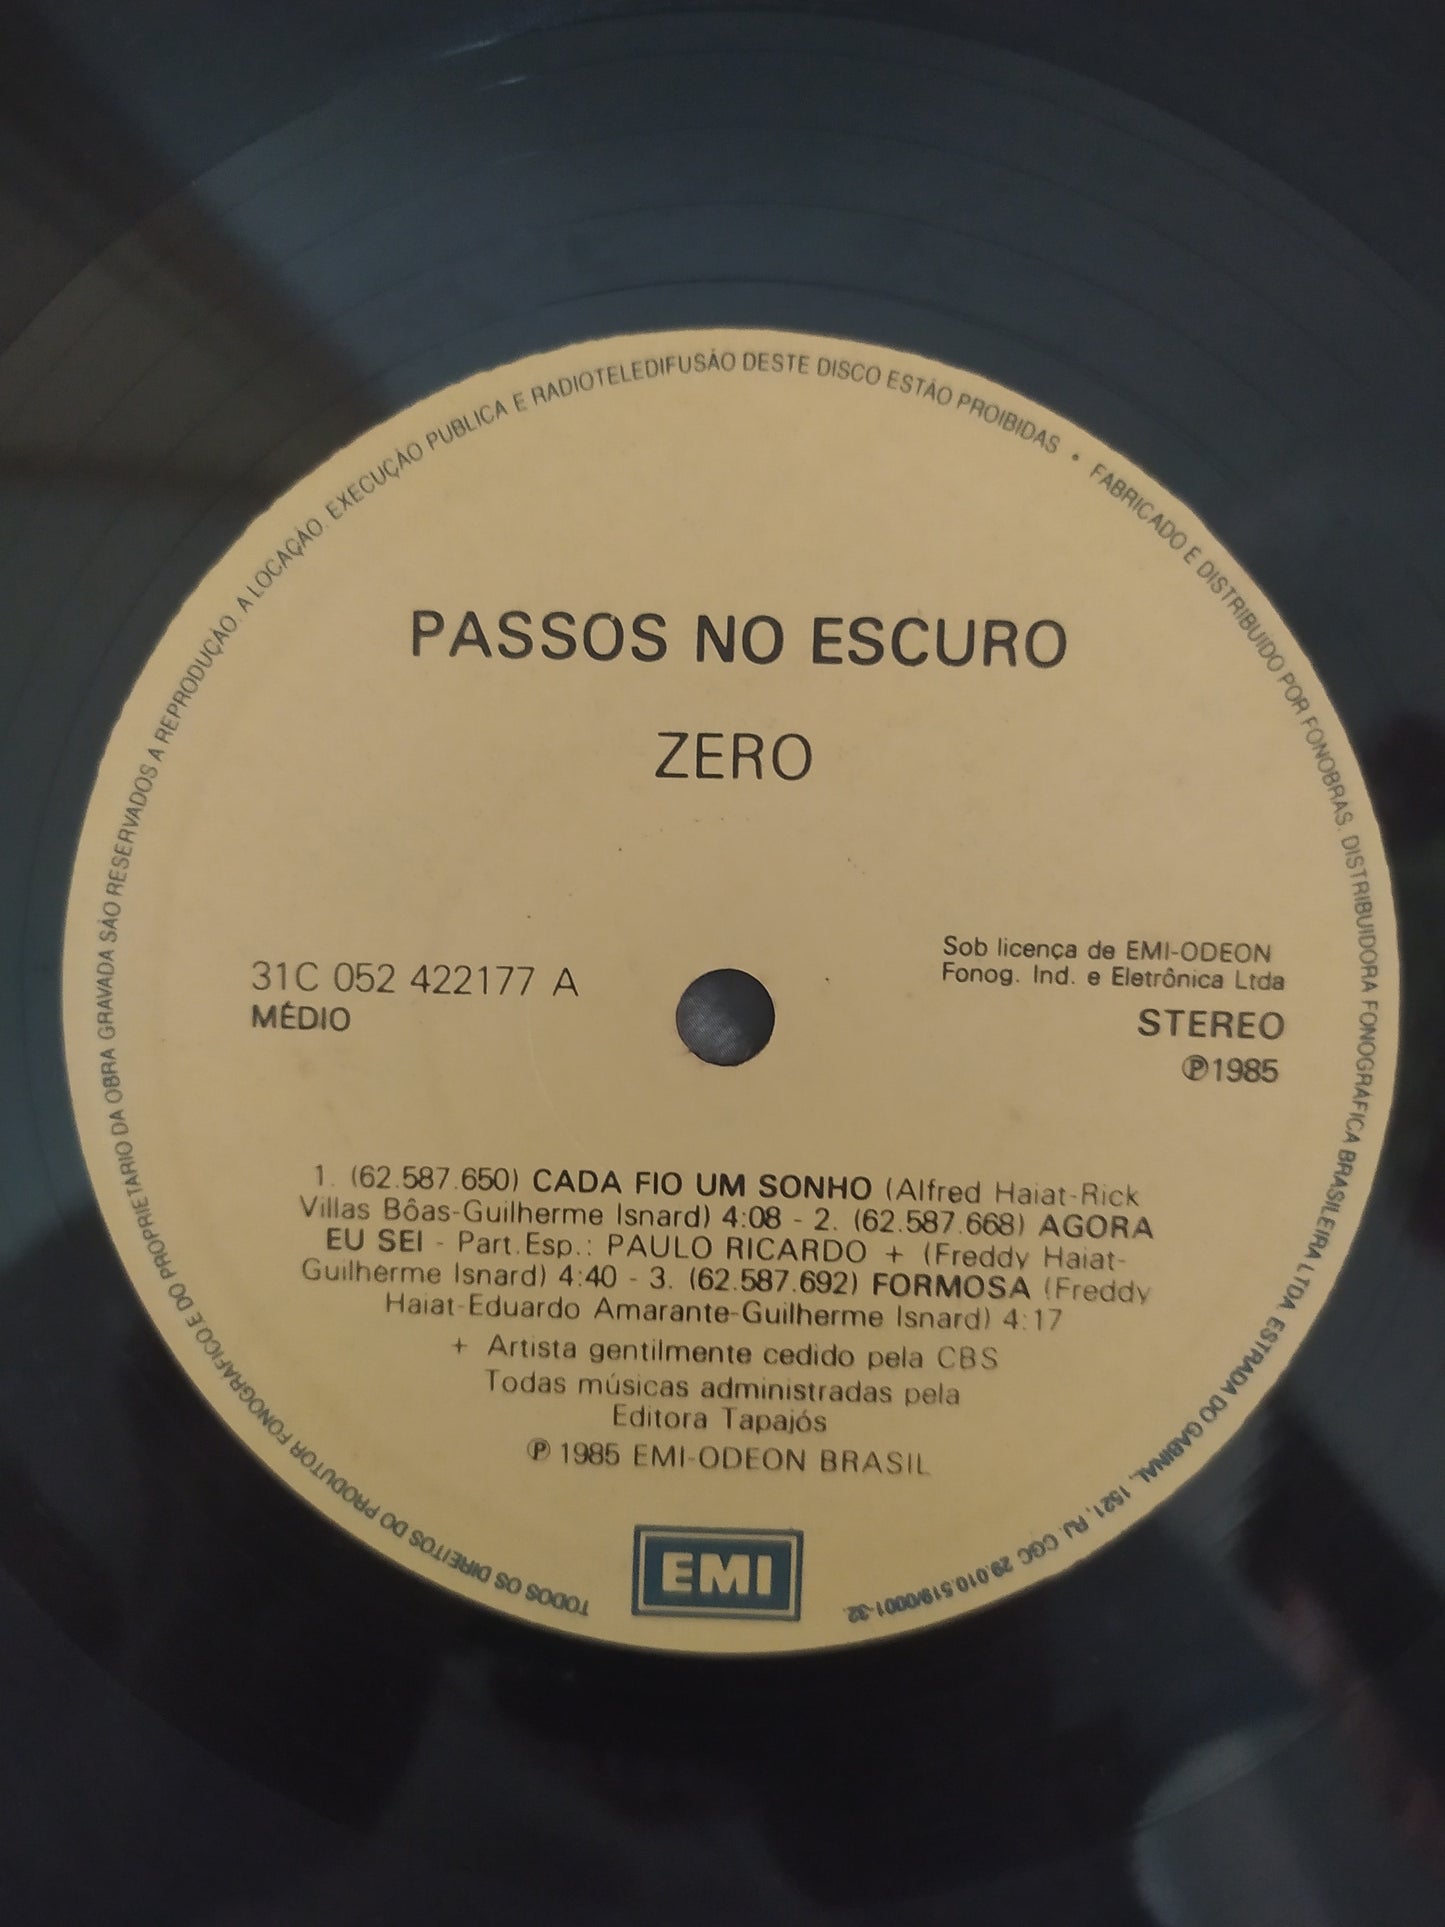 TODOS OS DIREITOS DO PRODUTOR FONOGRÁFICO E DO PROPRIETARIO DA OBRA GRAVADA SÃO RESERVADOS A REPRODUÇÃO. A LOCAÇÃO. EXECUÇÃO PUBLICA E RADIOTELEDIFUSÃO DESTE DISCO ESTÃO PROIBIDAS • FABRICADO E DISTRIBUIDO POR FONOBRAS. DISTRIBUIDORA FONOGRÁFICA BRASILEIRA LTDA. ESTRADA DO GABINAL, 1521, RJ. CGC 29.010.519/0001-32.
PASSOS NO ESCURO
ZERO
Sob licença de EMI-ODEON
Fonog. Ind. e Eletrônica Ltda
31C 052 422177 A
MÉDIO
STEREO
℗1985
1. (62.587.650) CADA FIO UM SONHO (Alfred Haiat-Rick
Villas Bôas-Guilherme Isnard) 4:08 - 2. (62.587.668) AGORA
EU SEI - Part.Esp.: PAULO RICARDO + (Freddy Haiat-
Guilherme Isnard) 4:40 - 3. (62.587.692) FORMOSA (Freddy
Haiat-Eduardo Amarante-Guilherme Isnard) 4:17
+ Artista gentilmente cedido pela CBS
Todas músicas administradas pela
Editora Tapajós
℗ 1985 EMI-ODEON BRASIL
EMI